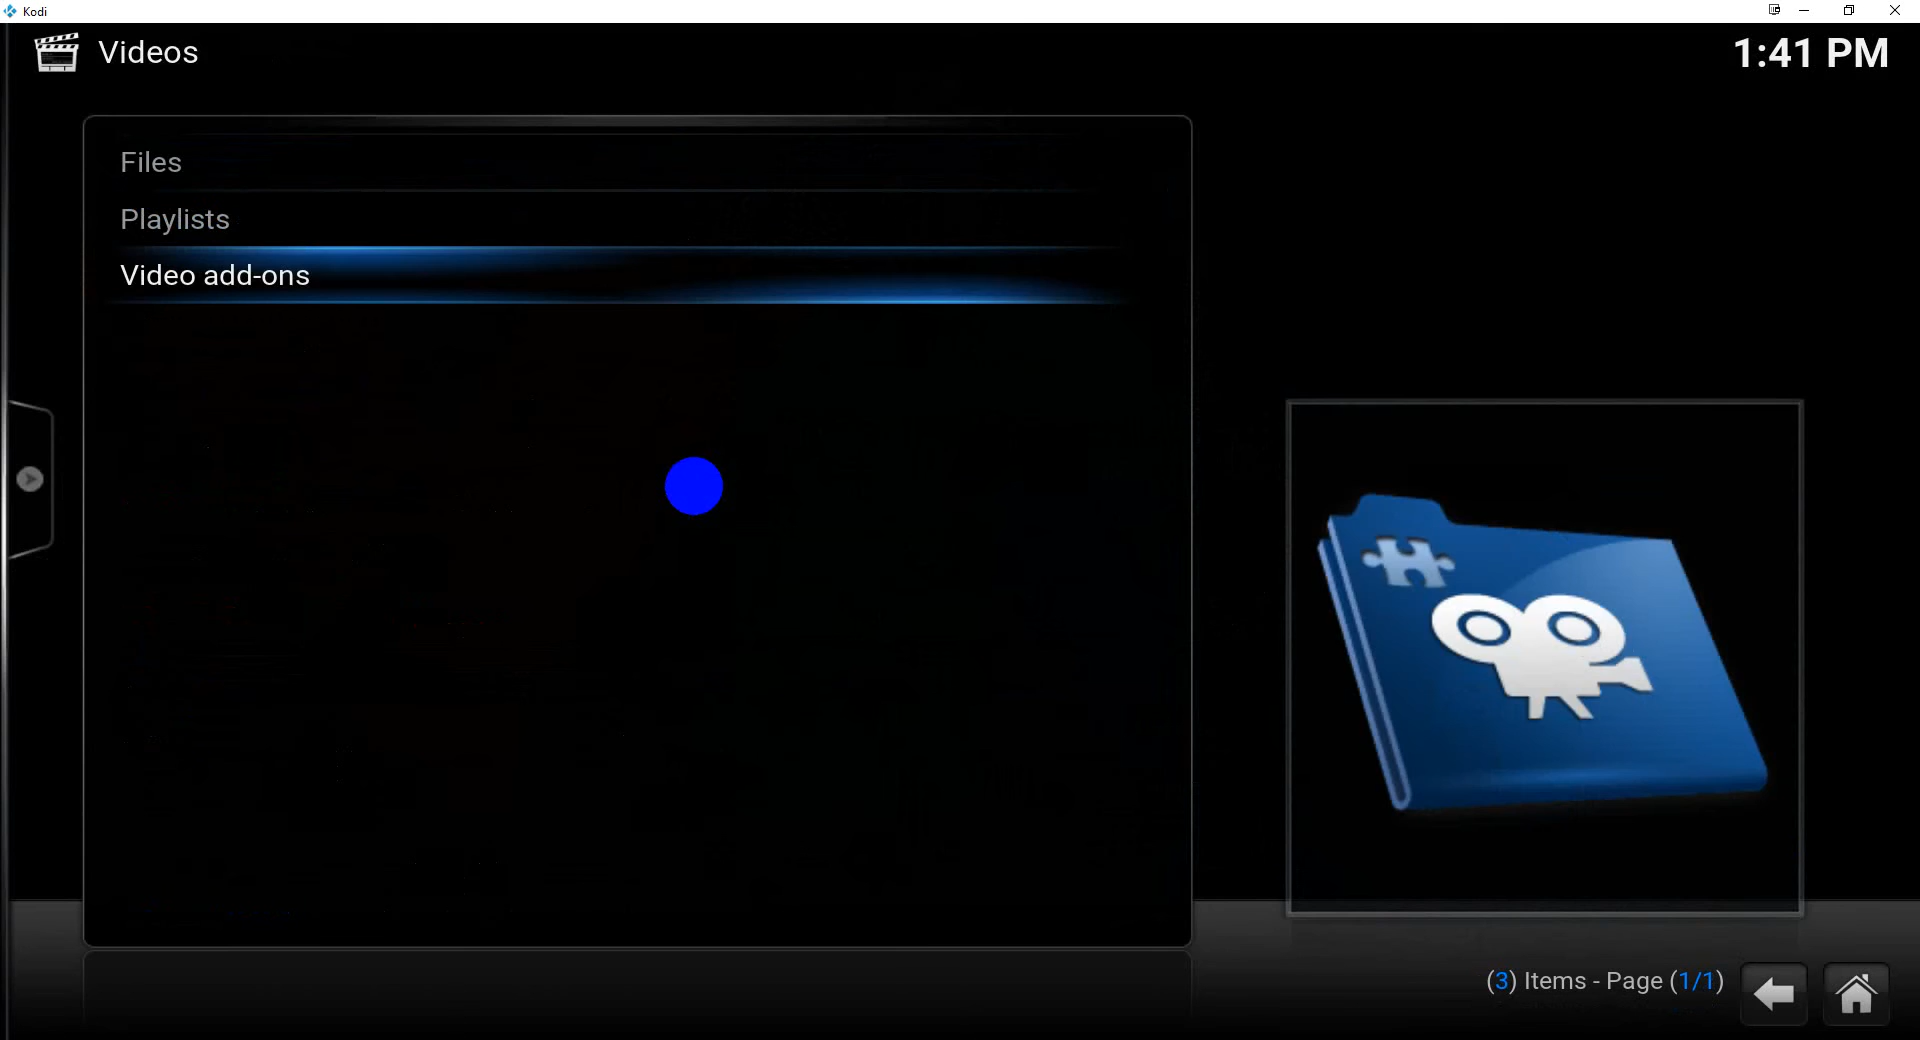 Kodi
Videos
1:41 PM
Files
Playlists
Video add-ons
(3) Items - Page (1/1)